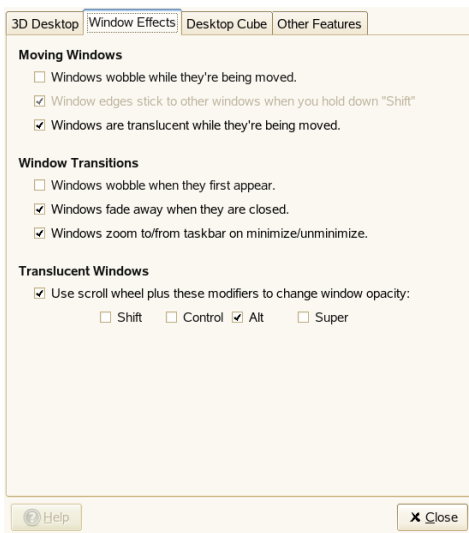 3D Desktop Window Effects Desktop Cube Other Features
Moving Windows
Windows wobble while they're being moved.
Window edges stick to other windows when you hold down "Shift"
Windows are translucent while they're being moved.
Window Transitions
Windows wobble when they first appear.
Windows fade away when they are closed.
Windows zoom to/from taskbar on minimize/unminimize.
Translucent Windows
Use scroll wheel plus these modifiers to change window opacity:
Shift Control Alt Super
Help Close